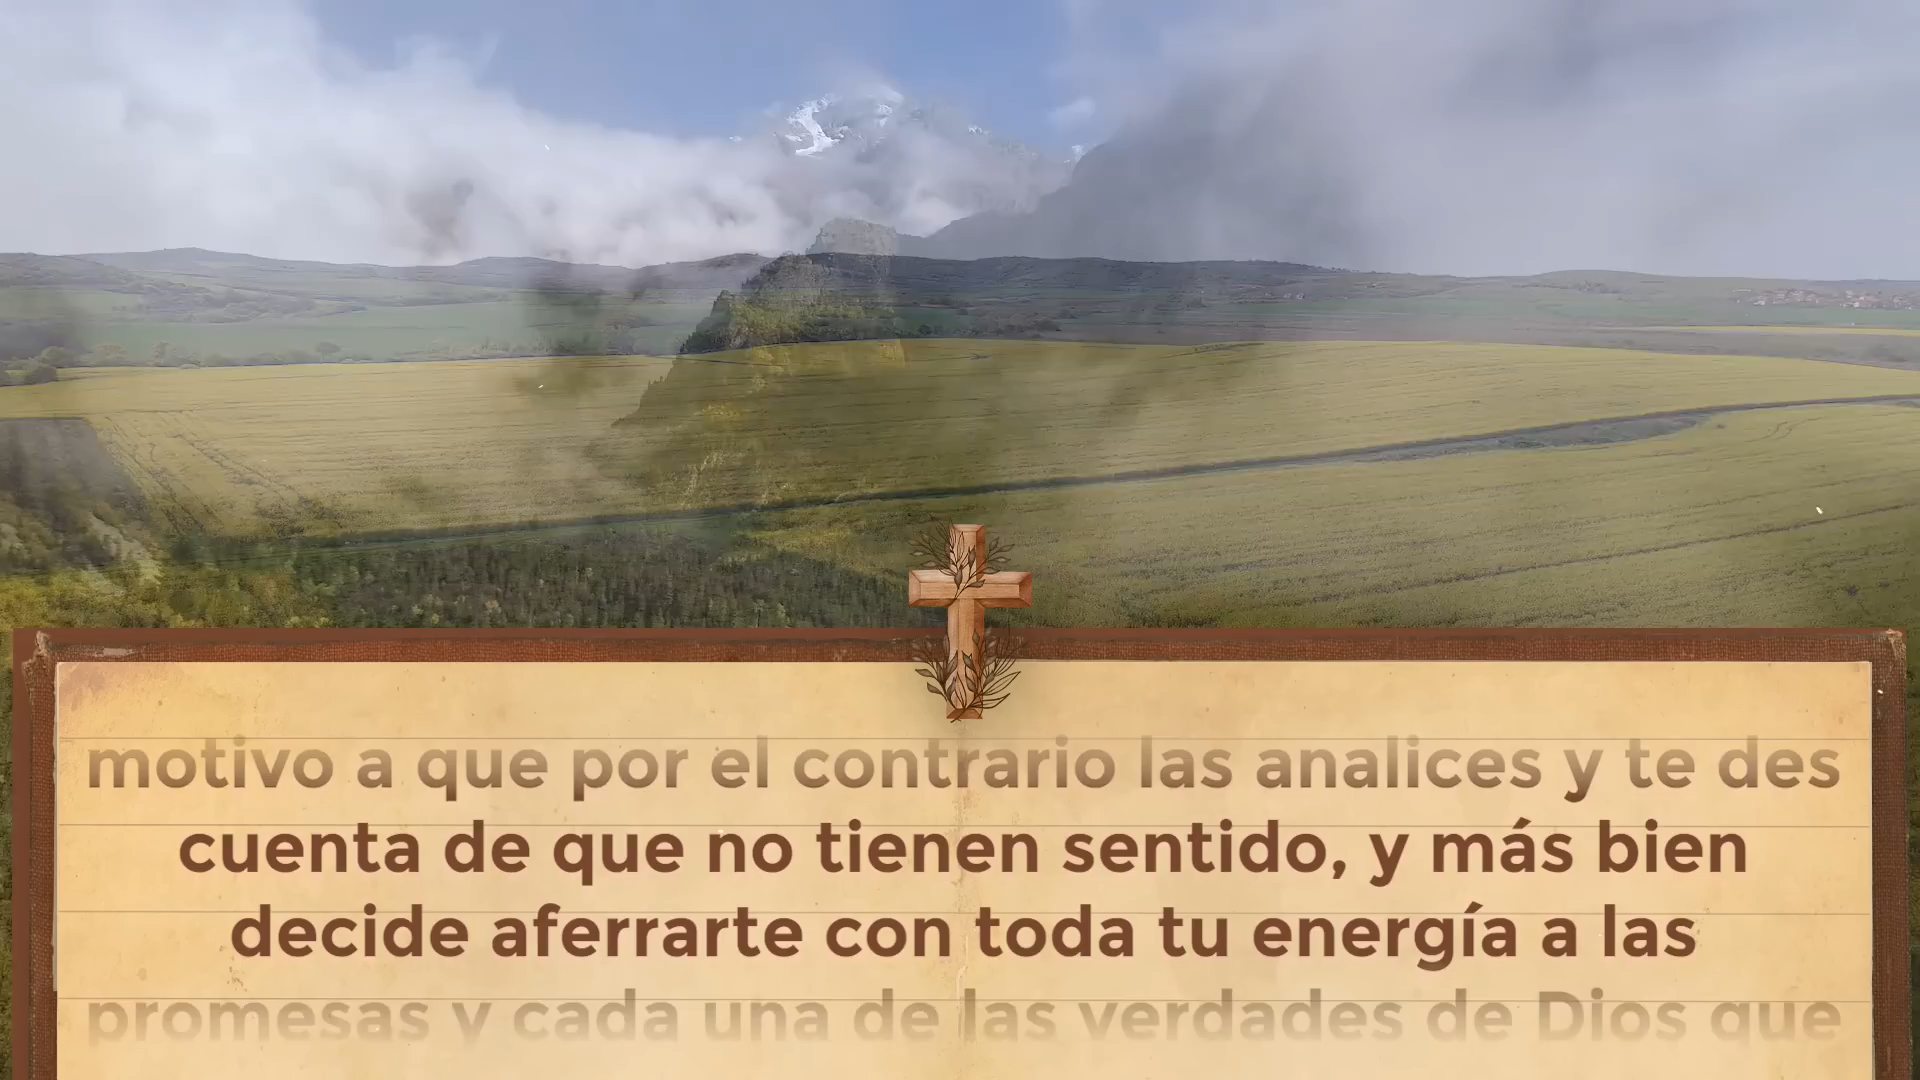 motivo a que por el contrario las analices y te des
cuenta de que no tienen sentido, y más bien
decide aferrarte con toda tu energía a las
promesas y cada una de las verdades de Dios que